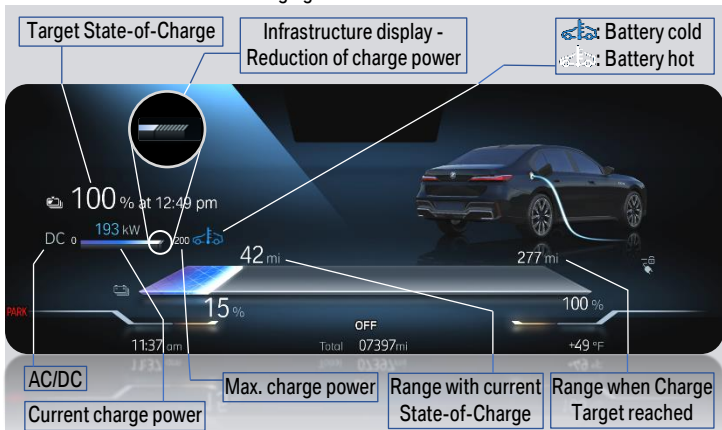 Target State-of-Charge
Infrastructure display -
Reduction of charge power
: Battery cold
: Battery hot
100 % at 12:49 pm
193 kW
DC 0 200
42 mi
277 mi
15 %
100 %
PARK
OFF
11:37 am
Total 07397 mi
+49 °F
AC/DC
Current charge power
Max. charge power
Range with current
State-of-Charge
Range when Charge
Target reached